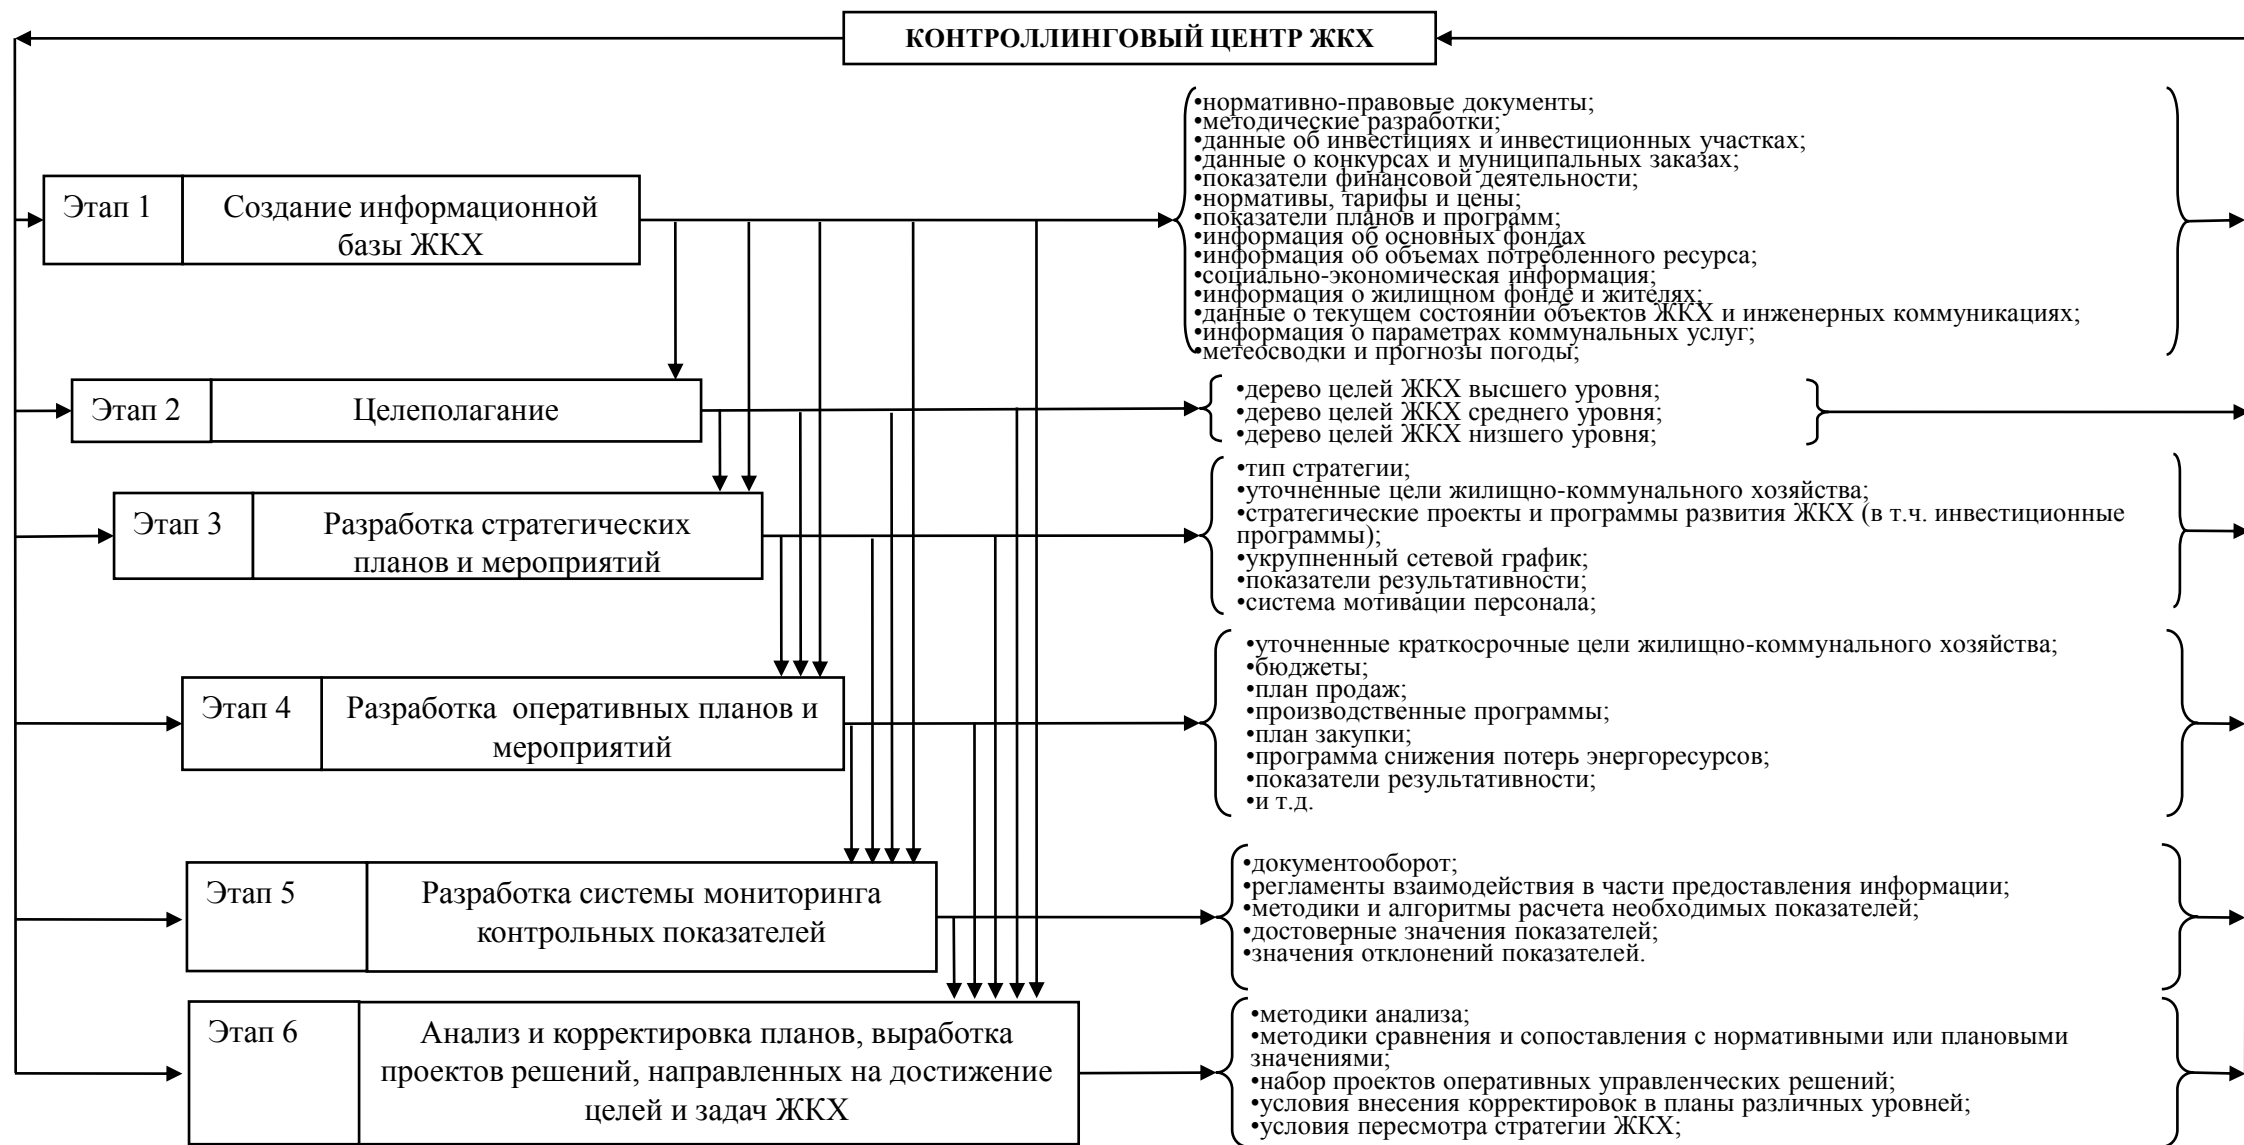 КОНТРОЛЛИНГОВЫЙ ЦЕНТР ЖКХ
Этап 1
Создание информационной
базы ЖКХ
•нормативно-правовые документы;
•методические разработки;
•данные об инвестициях и инвестиционных участках;
•данные о конкурсах и муниципальных заказах;
•показатели финансовой деятельности;
•нормативы, тарифы и цены;
•показатели планов и программ;
•информация об основных фондах
•информация об объемах потребленного ресурса;
•социально-экономическая информация;
•информация о жилищном фонде и жителях;
•данные о текущем состоянии объектов ЖКХ и инженерных коммуникациях;
•информация о параметрах коммунальных услуг;
•метеосводки и прогнозы погоды;
Этап 2
Целеполагание
•дерево целей ЖКХ высшего уровня;
•дерево целей ЖКХ среднего уровня;
•дерево целей ЖКХ низшего уровня;
Этап 3
Разработка стратегических
планов и мероприятий
•тип стратегии;
•уточненные цели жилищно-коммунального хозяйства;
•стратегические проекты и программы развития ЖКХ (в т.ч. инвестиционные
программы);
•укрупненный сетевой график;
•показатели результативности;
•система мотивации персонала;
Этап 4
Разработка оперативных планов и
мероприятий
•уточненные краткосрочные цели жилищно-коммунального хозяйства;
•бюджеты;
•план продаж;
•производственные программы;
•план закупки;
•программа снижения потерь энергоресурсов;
•показатели результативности;
•и т.д.
Этап 5
Разработка системы мониторинга
контрольных показателей
•документооборот;
•регламенты взаимодействия в части предоставления информации;
•методики и алгоритмы расчета необходимых показателей;
•достоверные значения показателей;
•значения отклонений показателей.
Этап 6
Анализ и корректировка планов, выработка
проектов решений, направленных на достижение
целей и задач ЖКХ
•методики анализа;
•методики сравнения и сопоставления с нормативными или плановыми
значениями;
•набор проектов оперативных управленческих решений;
•условия внесения корректировок в планы различных уровней;
•условия пересмотра стратегии ЖКХ;